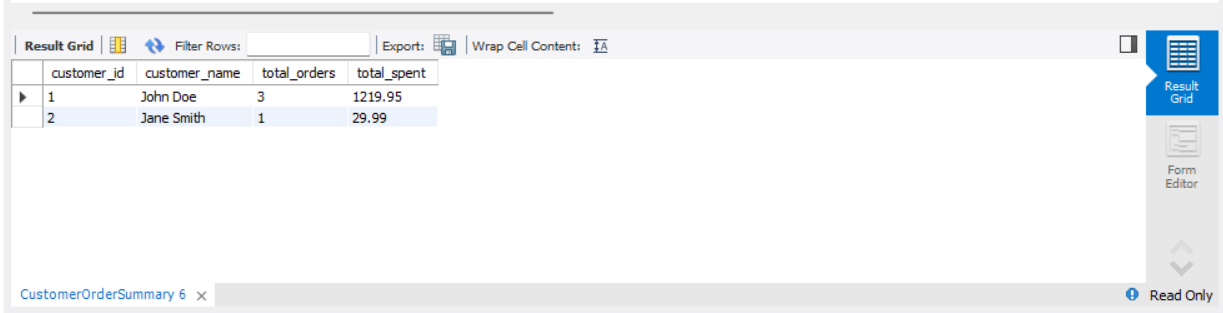 Result Grid Filter Rows: Export: Wrap Cell Content: IA
customer_id customer_name total_orders total_spent
1 John Doe 3 1219.95
2 Jane Smith 1 29.99
Result
Grid
Form
Editor
CustomerOrderSummary 6 × Read Only